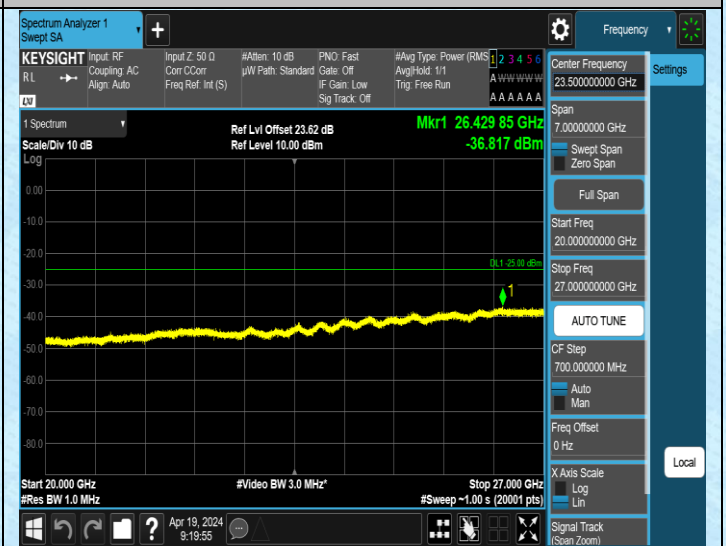 Spectrum Analyzer 1
Swept SA
Frequency
KEYSIGHT
RL
LXI
Input: RF
Coupling: AC
Align: Auto
Input Z: 50 Ω
Corr CCorr
Freq Ref: Int (S)
#Atten: 10 dB
µW Path: Standard
PNO: Fast
Gate: Off
IF Gain: Low
Sig Track: Off
#Avg Type: Power (RMS
Avg|Hold: 1/1
Trig: Free Run
1 2 3 4 5 6
A W W W W W
A A A A A A
1 Spectrum
Scale/Div 10 dB
Log
Ref Lvl Offset 23.62 dB
Ref Level 10.00 dBm
Mkr1 26.429 85 GHz
-36.817 dBm
0.00
-10.0
-20.0
-30.0
-40.0
-50.0
-60.0
-70.0
-80.0
DL1 -25.00 dBm
1
Start 20.000 GHz
#Res BW 1.0 MHz
#Video BW 3.0 MHz*
Stop 27.000 GHz
#Sweep ~1.00 s (20001 pts)
Center Frequency
23.500000000 GHz
Settings
Span
7.00000000 GHz
Swept Span
Zero Span
Full Span
Start Freq
20.000000000 GHz
Stop Freq
27.000000000 GHz
AUTO TUNE
CF Step
700.000000 MHz
Auto
Man
Freq Offset
0 Hz
X Axis Scale
Log
Lin
Local
Signal Track
(Span Zoom)
?
Apr 19, 2024
9:19:55